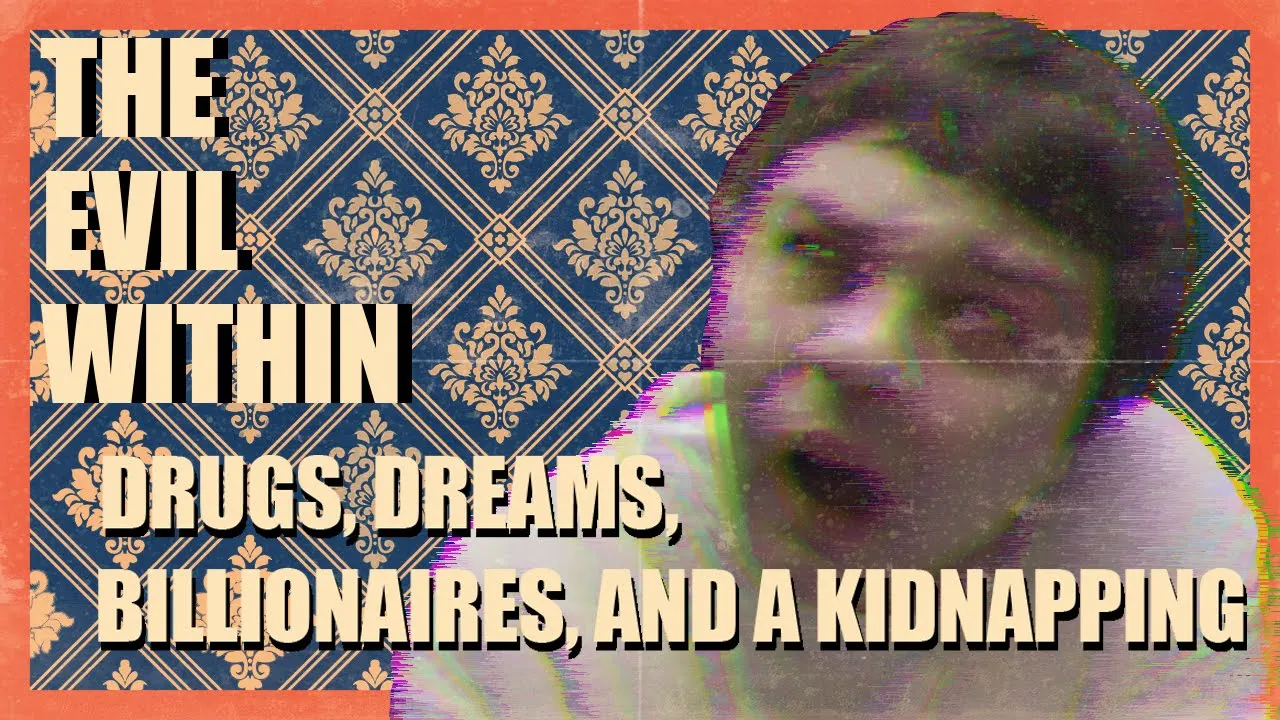 THE
EVIL
WITHIN
DRUGS, DREAMS,
BILLIONAIRES, AND A KIDNAPPING